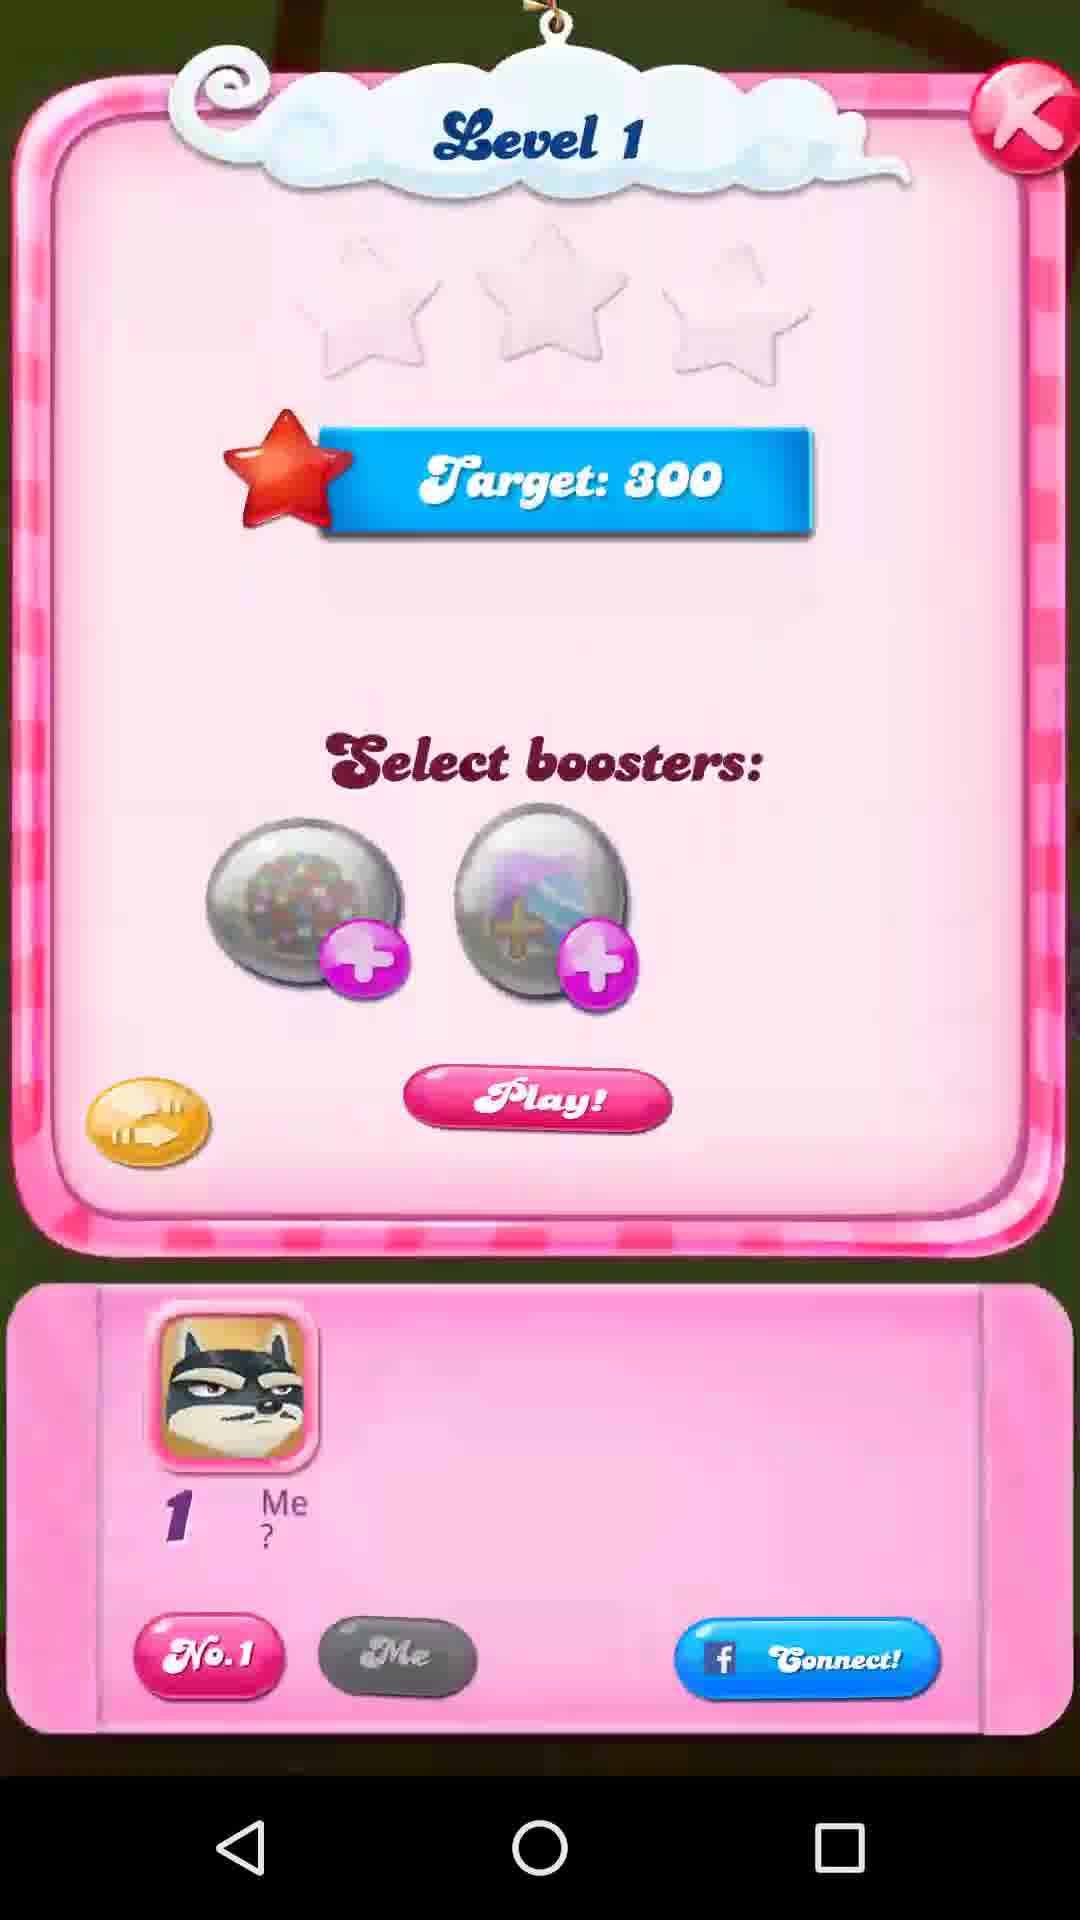 Level 1
Target: 300
Select boosters:
Play!
1 Me
?
No.1 Me f Connect!